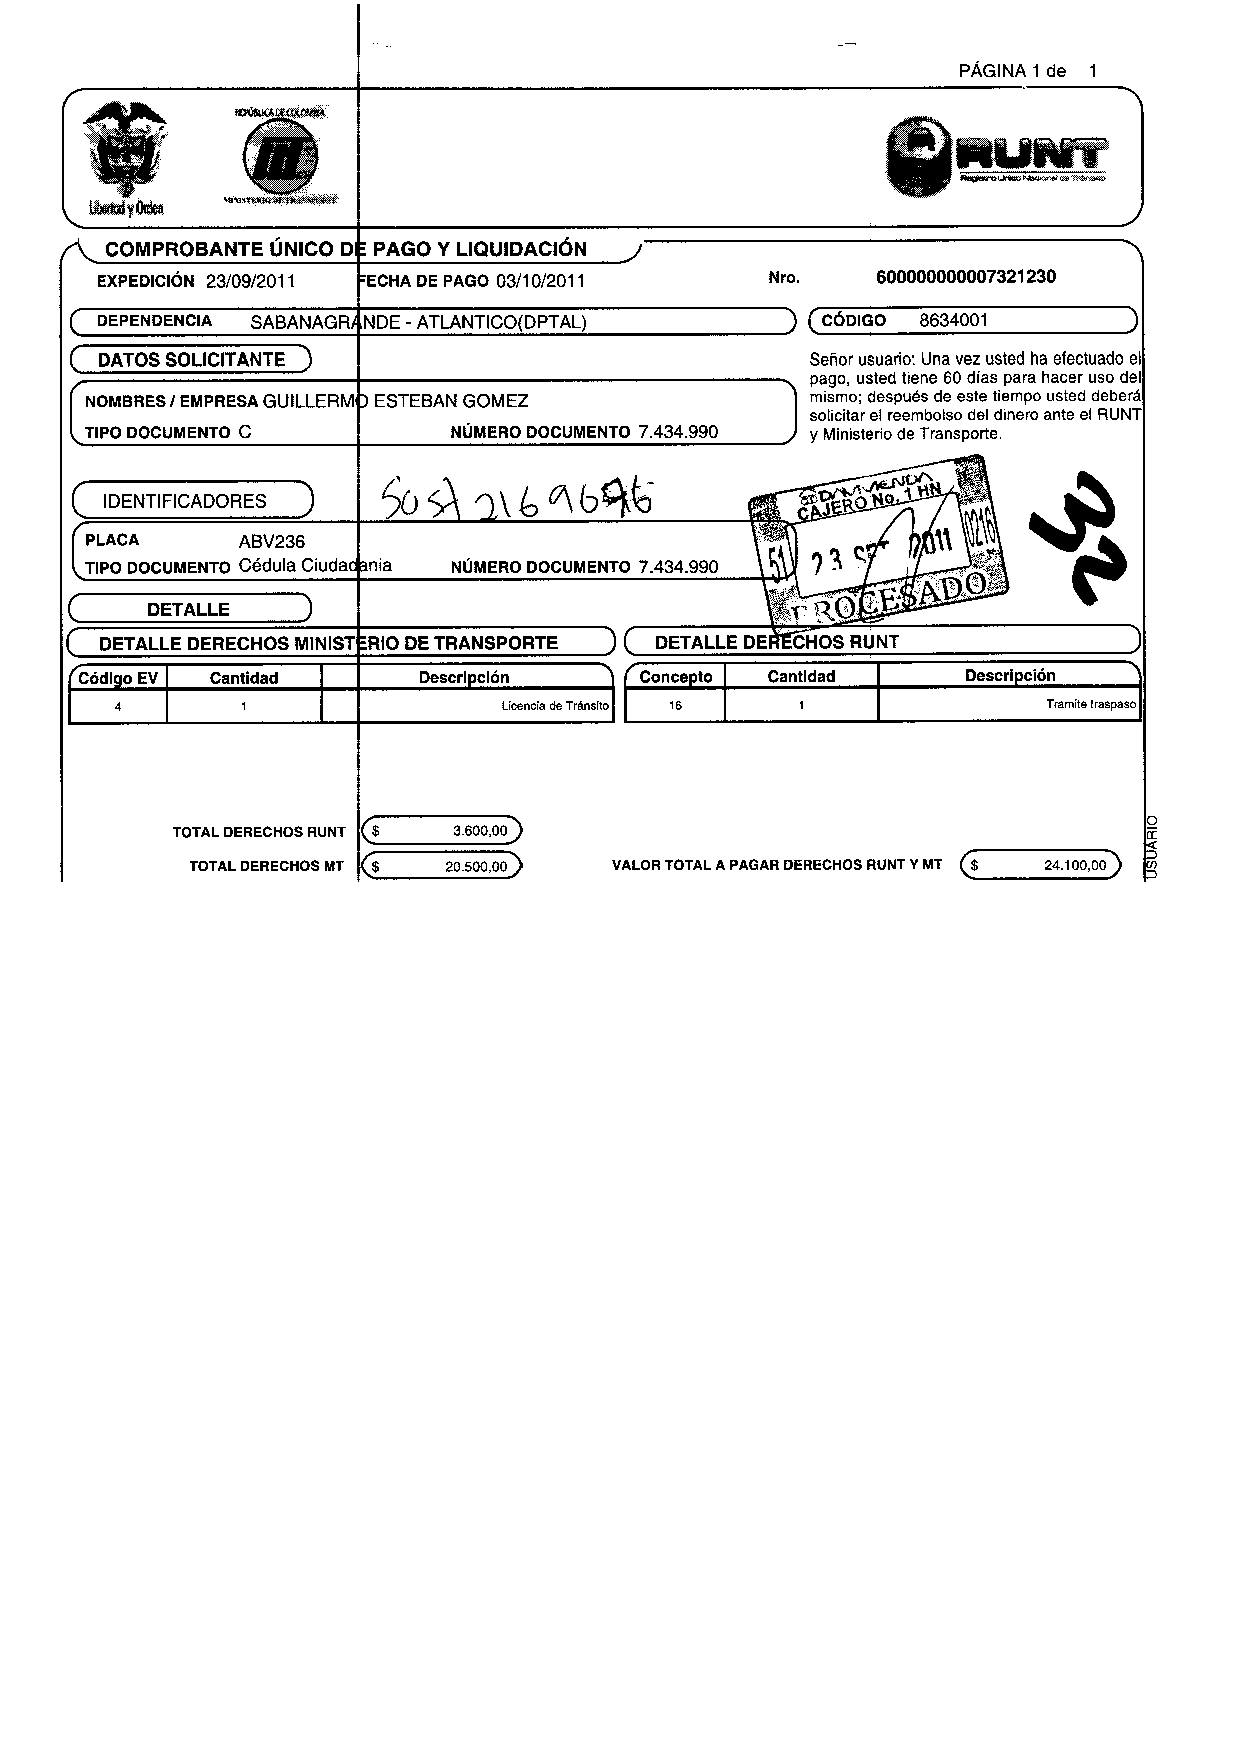 PÁGINA 1 de 1
REPÚBLICA DE COLOMBIA
RUNT
Registro Único Nacional de Tránsito
Libertad y Orden
MINISTERIO DE TRANSPORTE
COMPROBANTE ÚNICO DE PAGO Y LIQUIDACIÓN
EXPEDICIÓN 23/09/2011 FECHA DE PAGO 03/10/2011 Nro. 600000000007321230
DEPENDENCIA SABANAGRANDE - ATLANTICO(DPTAL) CÓDIGO 8634001
DATOS SOLICITANTE
NOMBRES / EMPRESA GUILLERMO ESTEBAN GOMEZ
TIPO DOCUMENTO C NÚMERO DOCUMENTO 7.434.990
Señor usuario: Una vez usted ha efectuado el
pago, usted tiene 60 días para hacer uso del
mismo; después de este tiempo usted deberá
solicitar el reembolso del dinero ante el RUNT
y Ministerio de Transporte.
IDENTIFICADORES
PLACA ABV236
TIPO DOCUMENTO Cédula Ciudadania NÚMERO DOCUMENTO 7.434.990
CAJERO No. 1 HN
51 23 SET 2011 0216
PROCESADO
DETALLE
DETALLE DERECHOS MINISTERIO DE TRANSPORTE DETALLE DERECHOS RUNT
Código EV Cantidad Descripción Concepto Cantidad Descripción
4 1 Licencia de Tránsito 16 1 Tramite traspaso
TOTAL DERECHOS RUNT $ 3.600,00
TOTAL DERECHOS MT $ 20.500,00 VALOR TOTAL A PAGAR DERECHOS RUNT Y MT $ 24.100,00
USUARIO